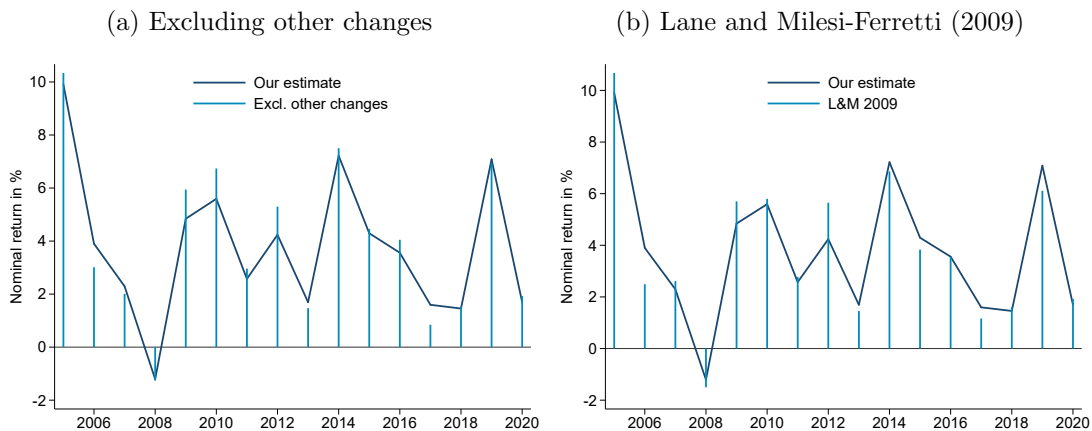 (a) Excluding other changes
Nominal return in %
10
8
6
4
2
0
-2
Our estimate
Excl. other changes
2006 2008 2010 2012 2014 2016 2018 2020
(b) Lane and Milesi-Ferretti (2009)
Nominal return in %
10
8
6
4
2
0
-2
Our estimate
L&M 2009
2006 2008 2010 2012 2014 2016 2018 2020